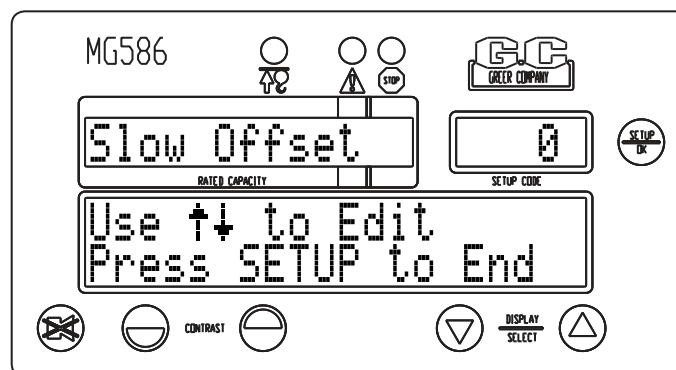 MG586
G.C
GREER COMPANY
STOP
Slow Offset
0
SETUP
OK
RATED CAPACITY
SETUP CODE
Use ↑↓ to Edit
Press SETUP to End
CONTRAST
DISPLAY
SELECT